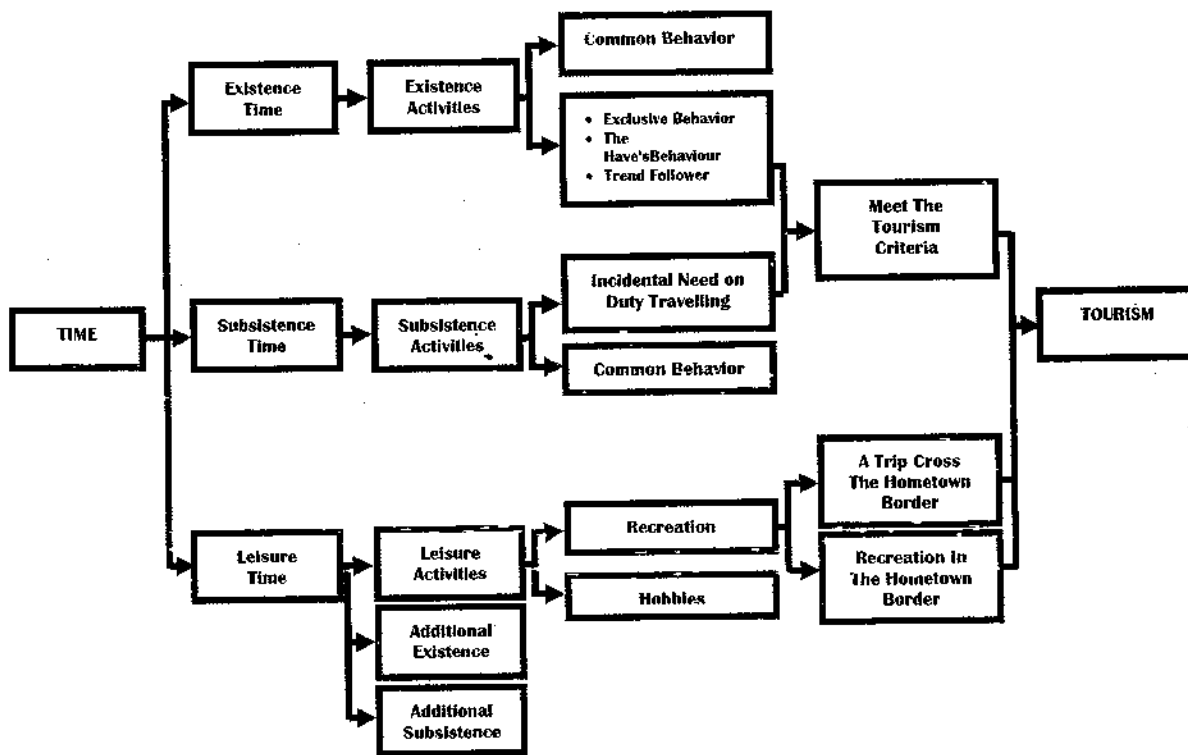 Common Behavior
Existence
Time
Existence
Activities
• Exclusive Behavior
• The
Have'sBehaviour
• Trend Follower
Meet The
Tourism
Criteria
Incidental Need on
Duty Travelling
TIME
Subsistence
Time
Subsistence
Activities
TOURISM
Common Behavior
A Trip Cross
The Hometown
Border
Recreation
Leisure
Time
Leisure
Activities
Recreation In
The Hometown
Border
Hobbies
Additional
Existence
Additional
Subsistence